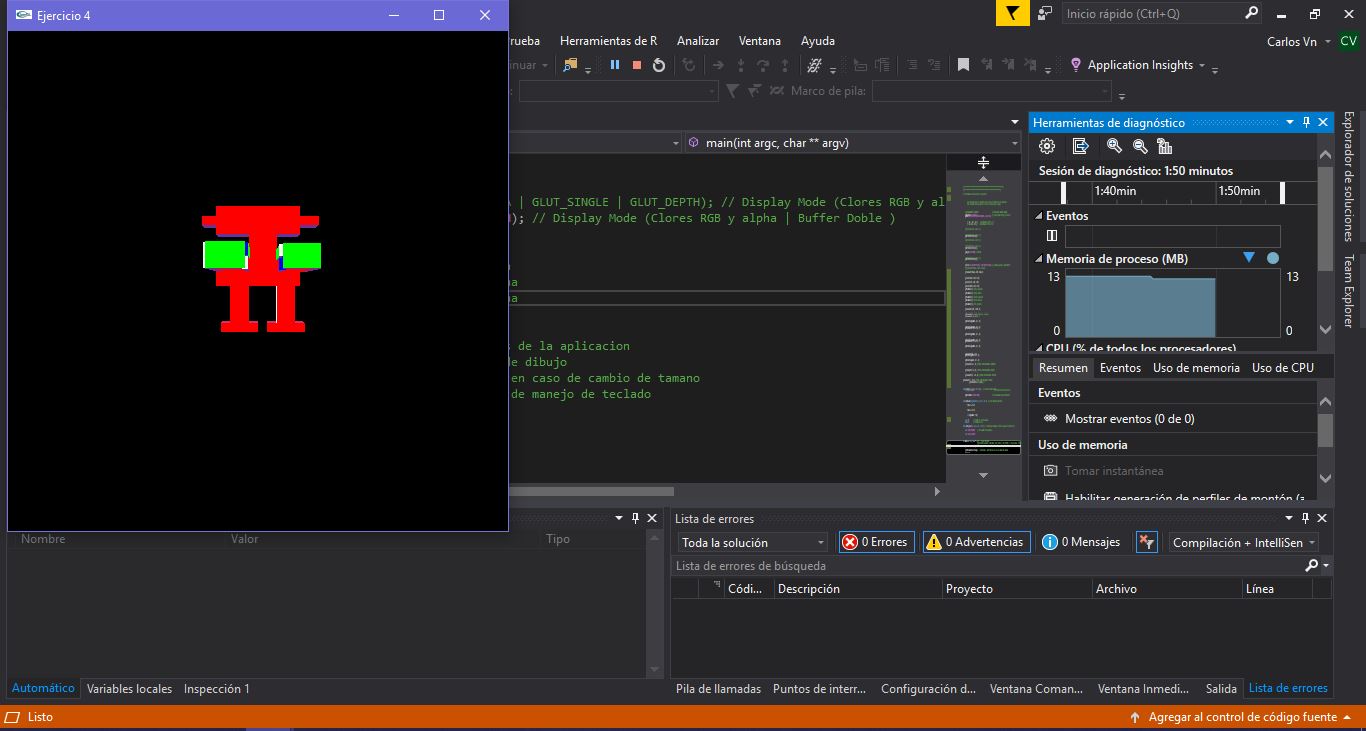 Ejercicio 4
Inicio rápido (Ctrl+Q)
rueba Herramientas de R Analizar Ventana Ayuda
Carlos Vn CV
nuar
Application Insights
Marco de pila:
main(int argc, char ** argv)
| GLUT_SINGLE | GLUT_DEPTH); // Display Mode (Clores RGB y al
); // Display Mode (Clores RGB y alpha | Buffer Doble )
a
na
na
s de la aplicacion
de dibujo
en caso de cambio de tamano
de manejo de teclado
Herramientas de diagnóstico
Sesión de diagnóstico: 1:50 minutos
1:40min 1:50min
Eventos
Memoria de proceso (MB)
13 13
0 0
CPU (% de todos los procesadores)
Resumen Eventos Uso de memoria Uso de CPU
Eventos
Mostrar eventos (0 de 0)
Uso de memoria
Tomar instantánea
Habilitar generación de perfiles de montón (a
Explorador de soluciones
Team Explorer
Nombre Valor Tipo
Automático Variables locales Inspección 1
Lista de errores
Toda la solución 0 Errores 0 Advertencias 0 Mensajes Compilación + IntelliSen
Lista de errores de búsqueda
Códi... Descripción Proyecto Archivo Línea
Pila de llamadas Puntos de interr... Configuración d... Ventana Coman... Ventana Inmedi... Salida Lista de errores
Listo
Agregar al control de código fuente